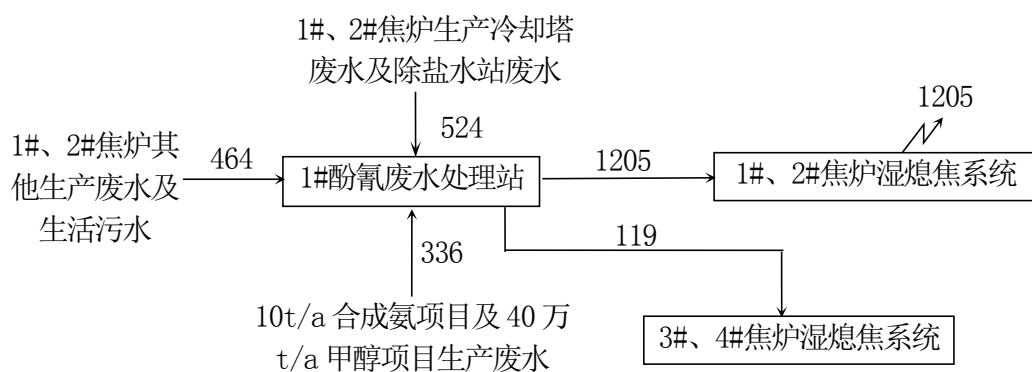 1#、2#焦炉生产冷却塔
废水及除盐水站废水
1205
524
1#、2#焦炉其
他生产废水及
生活污水
464
1#酚氰废水处理站
1205
1#、2#焦炉湿熄焦系统
336
119
10t/a 合成氨项目及 40 万
t/a 甲醇项目生产废水
3#、4#焦炉湿熄焦系统